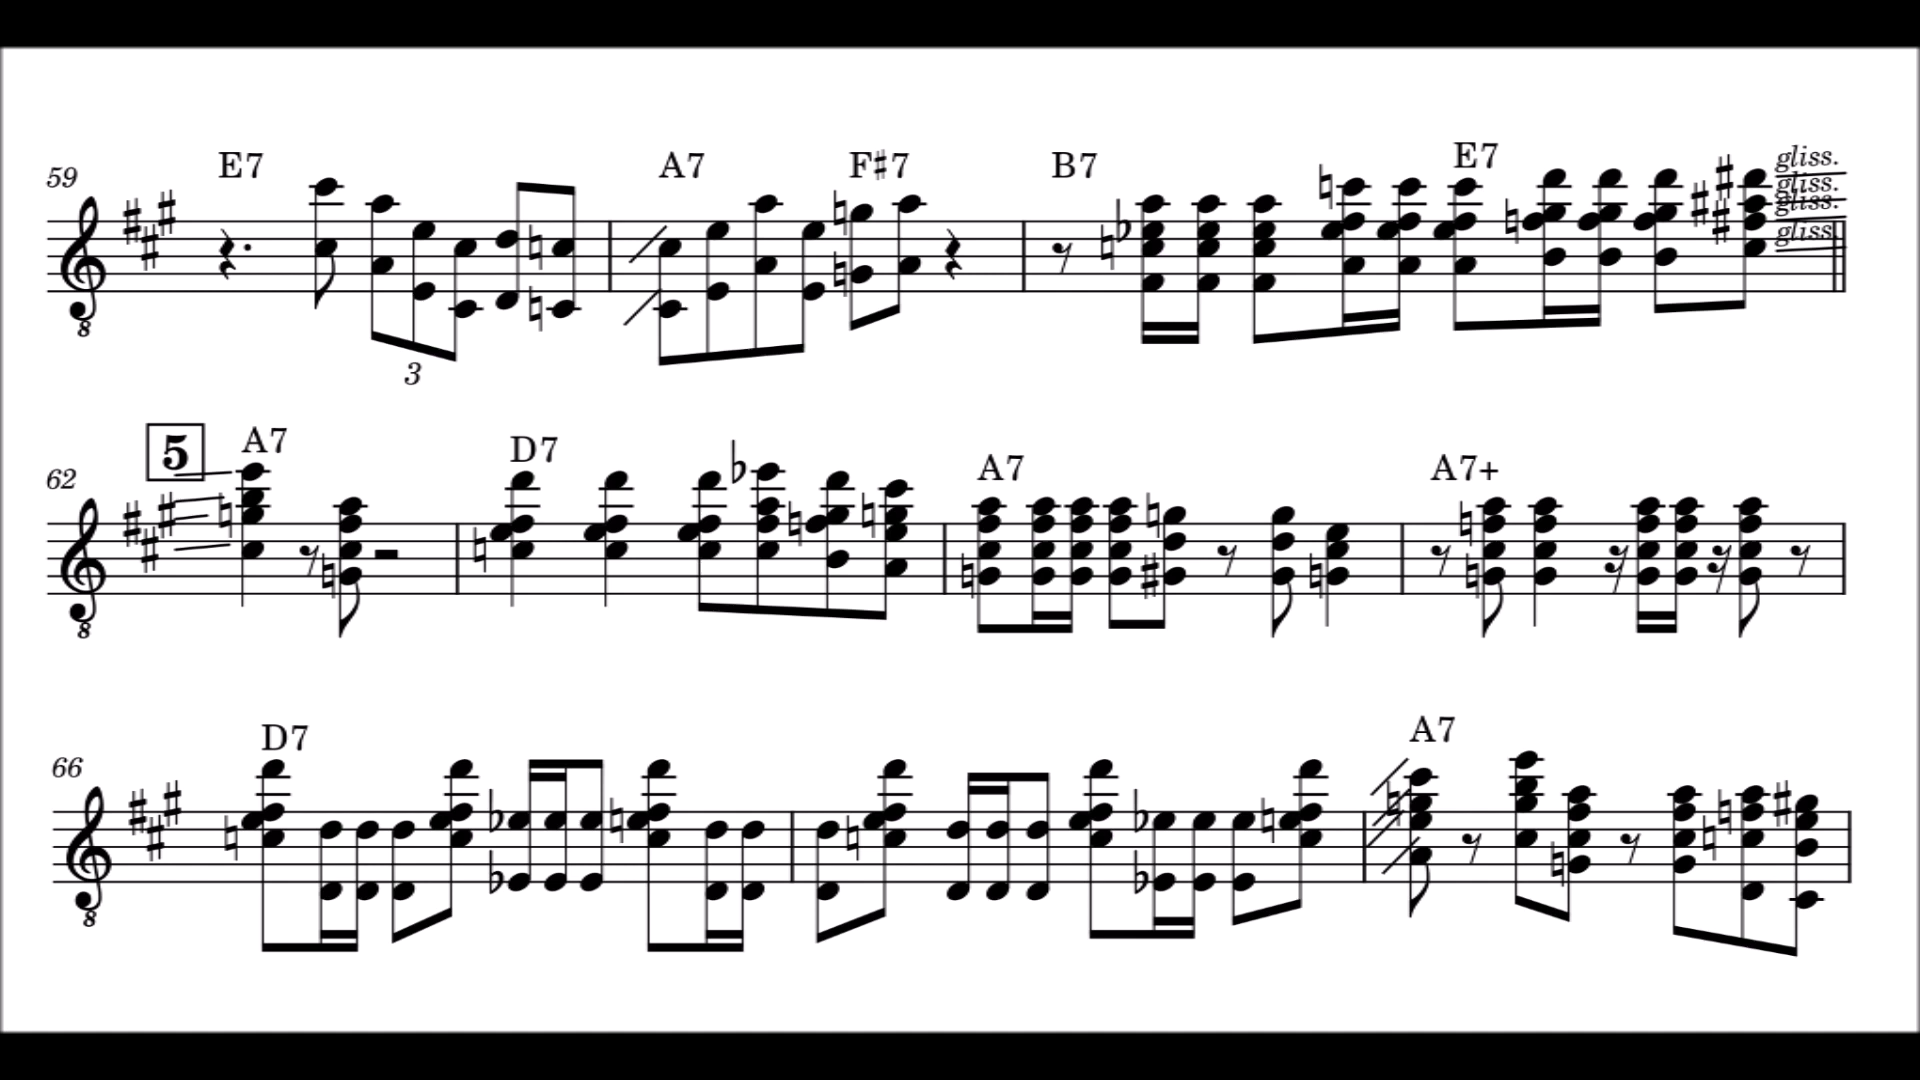 59 E7 A7 F#7 B7 E7 gliss.
gliss.
gliss.
gliss.
8
3
5 A7 D7 A7 A7+
62
8
66 D7 A7
8